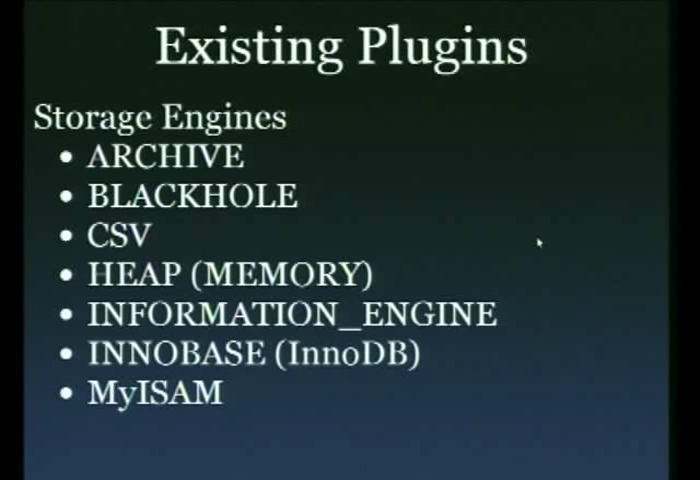 Existing Plugins
Storage Engines
• ARCHIVE
• BLACKHOLE
• CSV
• HEAP (MEMORY)
• INFORMATION_ENGINE
• INNOBASE (InnoDB)
• MyISAM